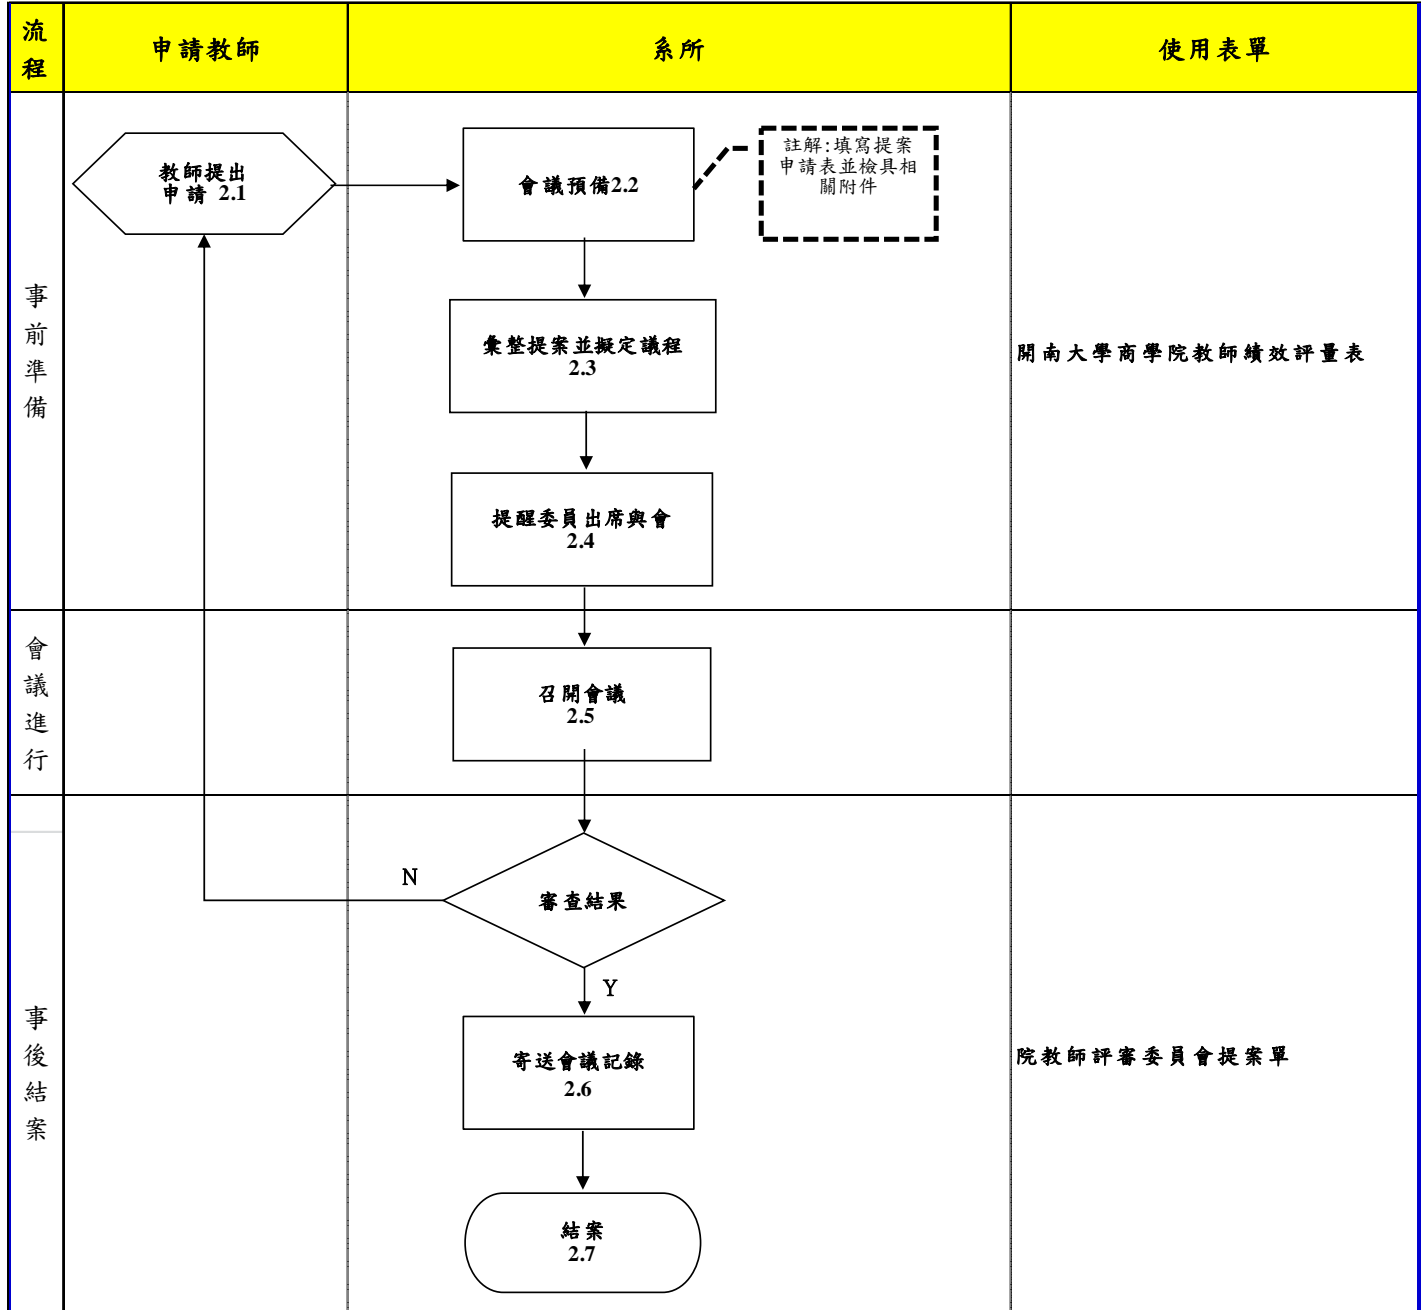 流程
申請教師
系所
使用表單
事前準備
教師提出
申請 2.1
會議預備2.2
註解:填寫提案
申請表並檢具相
關附件
彙整提案並擬定議程
2.3
開南大學商學院教師績效評量表
提醒委員出席與會
2.4
會議進行
召開會議
2.5
事後結案
N
審查結果
Y
寄送會議記錄
2.6
院教師評審委員會提案單
結案
2.7